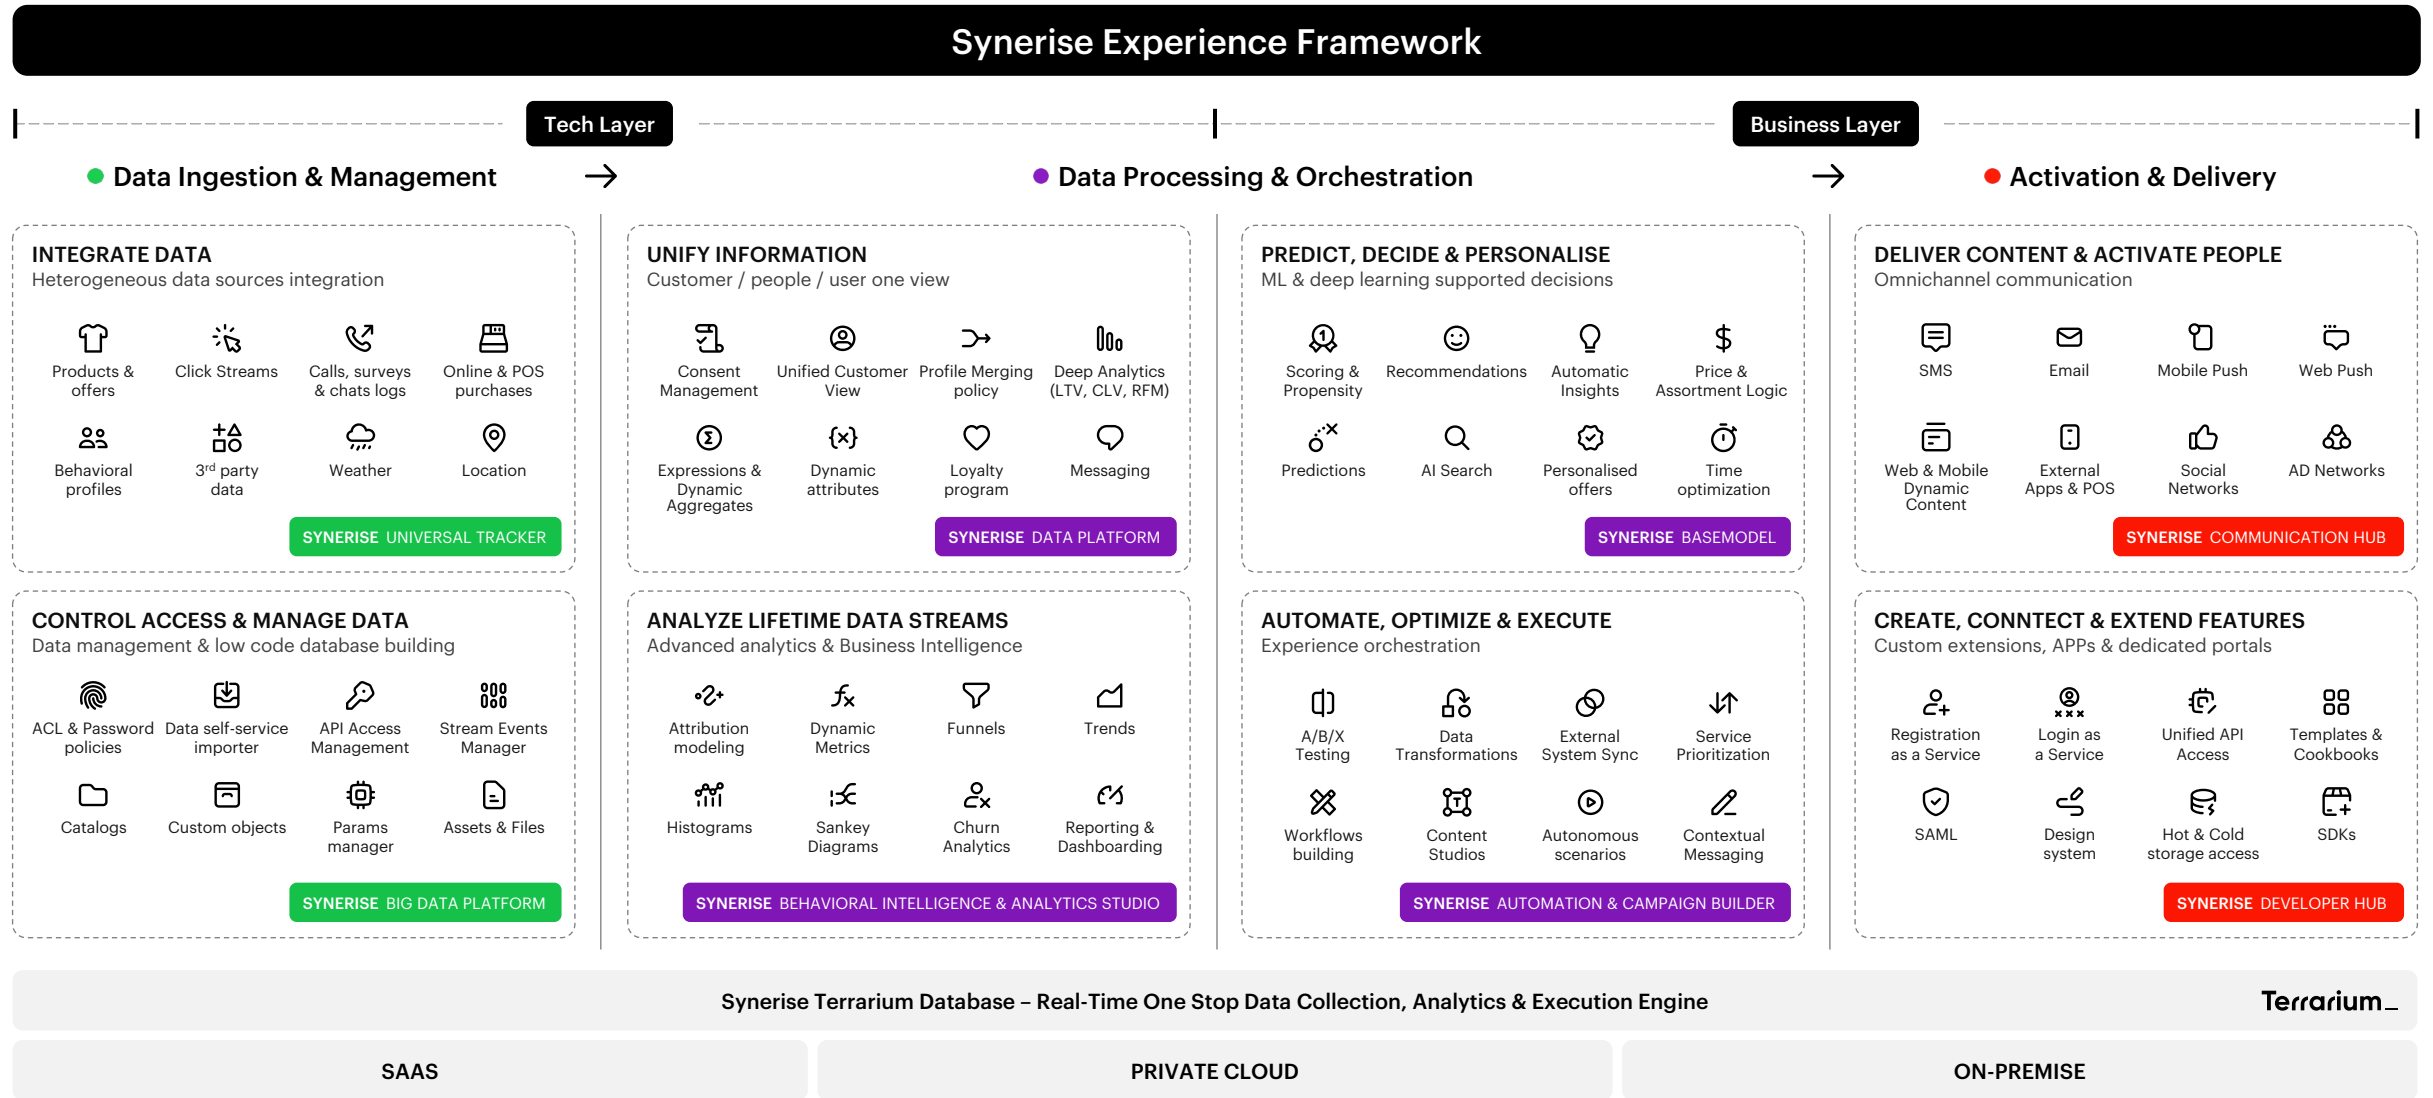 Synerise Experience Framework
Tech Layer
Business Layer
Data Ingestion & Management
Data Processing & Orchestration
Activation & Delivery
INTEGRATE DATA
Heterogeneous data sources integration
Products &
offers
Click Streams
Calls, surveys
& chats logs
Online & POS
purchases
Behavioral
profiles
3rd party
data
Weather
Location
SYNERISE UNIVERSAL TRACKER
CONTROL ACCESS & MANAGE DATA
Data management & low code database building
ACL & Password
policies
Data self-service
importer
API Access
Management
Stream Events
Manager
Catalogs
Custom objects
Params
manager
Assets & Files
SYNERISE BIG DATA PLATFORM
UNIFY INFORMATION
Customer / people / user one view
Consent
Management
Unified Customer
View
Profile Merging
policy
Deep Analytics
(LTV, CLV, RFM)
Expressions &
Dynamic
Aggregates
Dynamic
attributes
Loyalty
program
Messaging
SYNERISE DATA PLATFORM
ANALYZE LIFETIME DATA STREAMS
Advanced analytics & Business Intelligence
Attribution
modeling
Dynamic
Metrics
Funnels
Trends
Histograms
Sankey
Diagrams
Churn
Analytics
Reporting &
Dashboarding
SYNERISE BEHAVIORAL INTELLIGENCE & ANALYTICS STUDIO
PREDICT, DECIDE & PERSONALISE
ML & deep learning supported decisions
Scoring &
Propensity
Recommendations
Automatic
Insights
Price &
Assortment Logic
Predictions
AI Search
Personalised
offers
Time
optimization
SYNERISE BASEMODEL
AUTOMATE, OPTIMIZE & EXECUTE
Experience orchestration
A/B/X
Testing
Data
Transformations
External
System Sync
Service
Prioritization
Workflows
building
Content
Studios
Autonomous
scenarios
Contextual
Messaging
SYNERISE AUTOMATION & CAMPAIGN BUILDER
DELIVER CONTENT & ACTIVATE PEOPLE
Omnichannel communication
SMS
Email
Mobile Push
Web Push
Web & Mobile
Dynamic
Content
External
Apps & POS
Social
Networks
AD Networks
SYNERISE COMMUNICATION HUB
CREATE, CONNTECT & EXTEND FEATURES
Custom extensions, APPs & dedicated portals
Registration
as a Service
Login as
a Service
Unified API
Access
Templates &
Cookbooks
SAML
Design
system
Hot & Cold
storage access
SDKs
SYNERISE DEVELOPER HUB
Synerise Terrarium Database – Real-Time One Stop Data Collection, Analytics & Execution Engine
Terrarium_
SAAS
PRIVATE CLOUD
ON-PREMISE